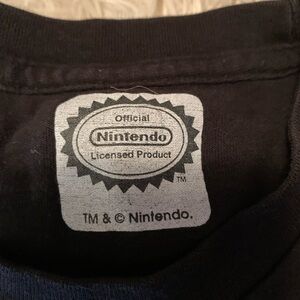 Official
Nintendo
Licensed Product
TM
TM & © Nintendo.